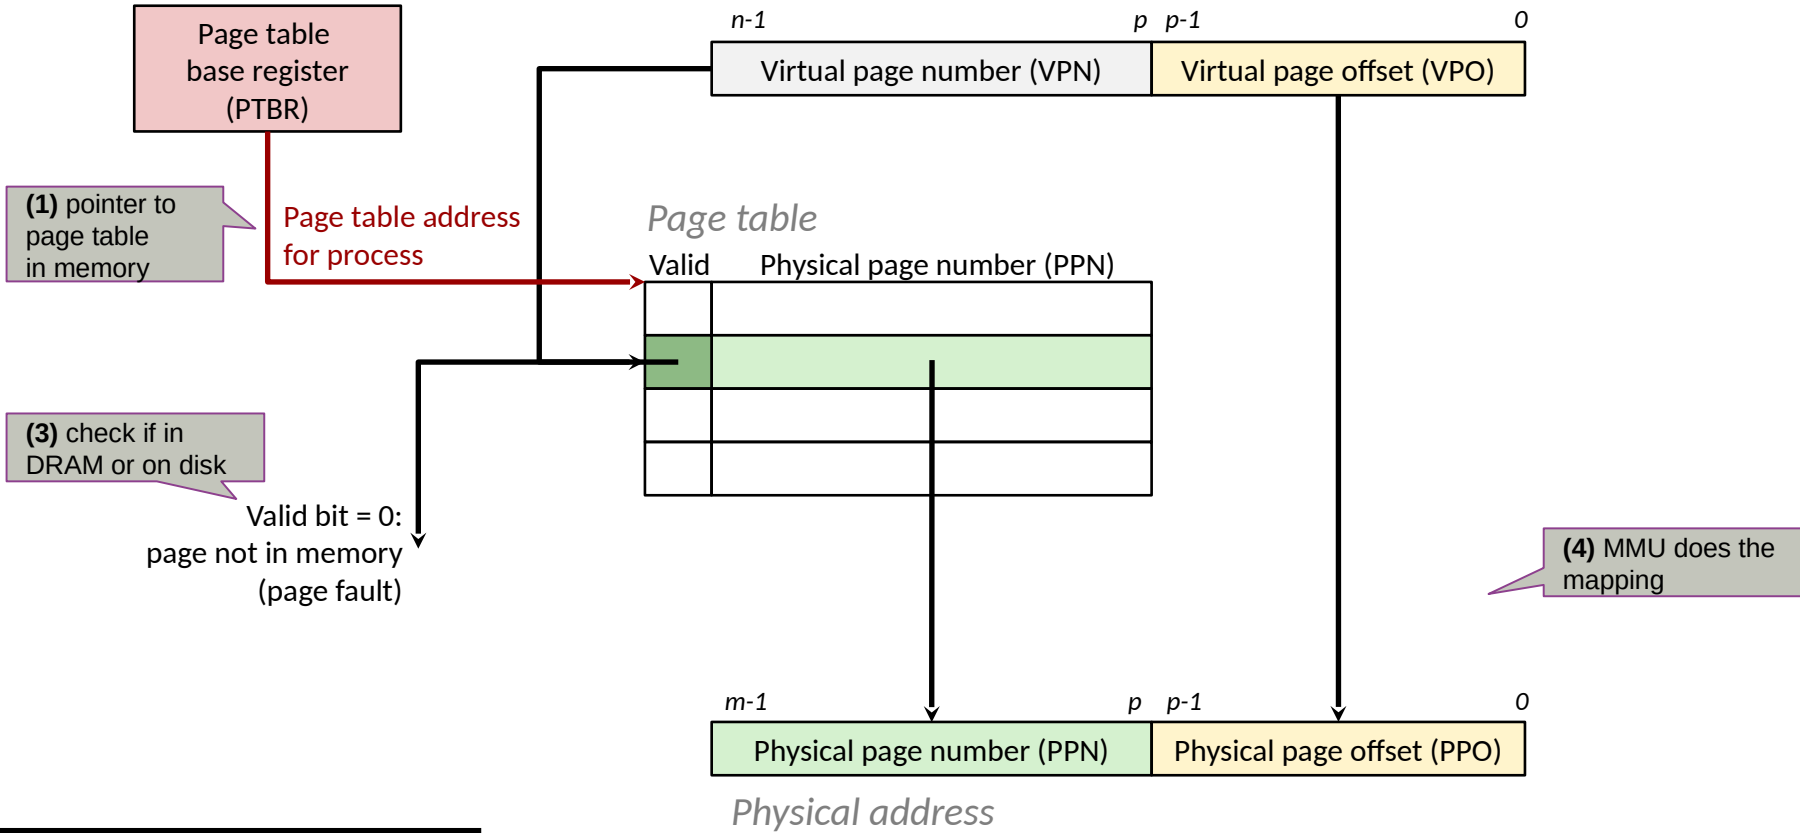 Page table
base register
(PTBR)
n-1
p
p-1
0
Virtual page number (VPN)
Virtual page offset (VPO)
(1) pointer to
page table
in memory
Page table address
for process
Page table
Valid
Physical page number (PPN)
(3) check if in
DRAM or on disk
Valid bit = 0:
page not in memory
(page fault)
(4) MMU does the
mapping
m-1
p
p-1
0
Physical page number (PPN)
Physical page offset (PPO)
Physical address